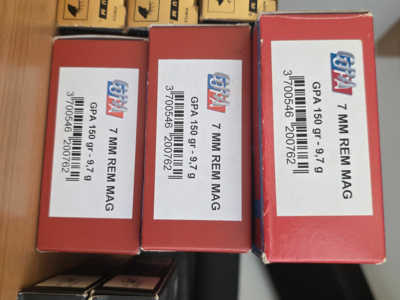 GPA
7 MM REM MAG
GPA 150 gr - 9,7 g
3 700546 200762
GPA
7 MM REM MAG
GPA 150 gr - 9,7 g
3 700546 200762
GPA
7 MM REM MAG
GPA 150 gr - 9,7 g
3 700546 200762